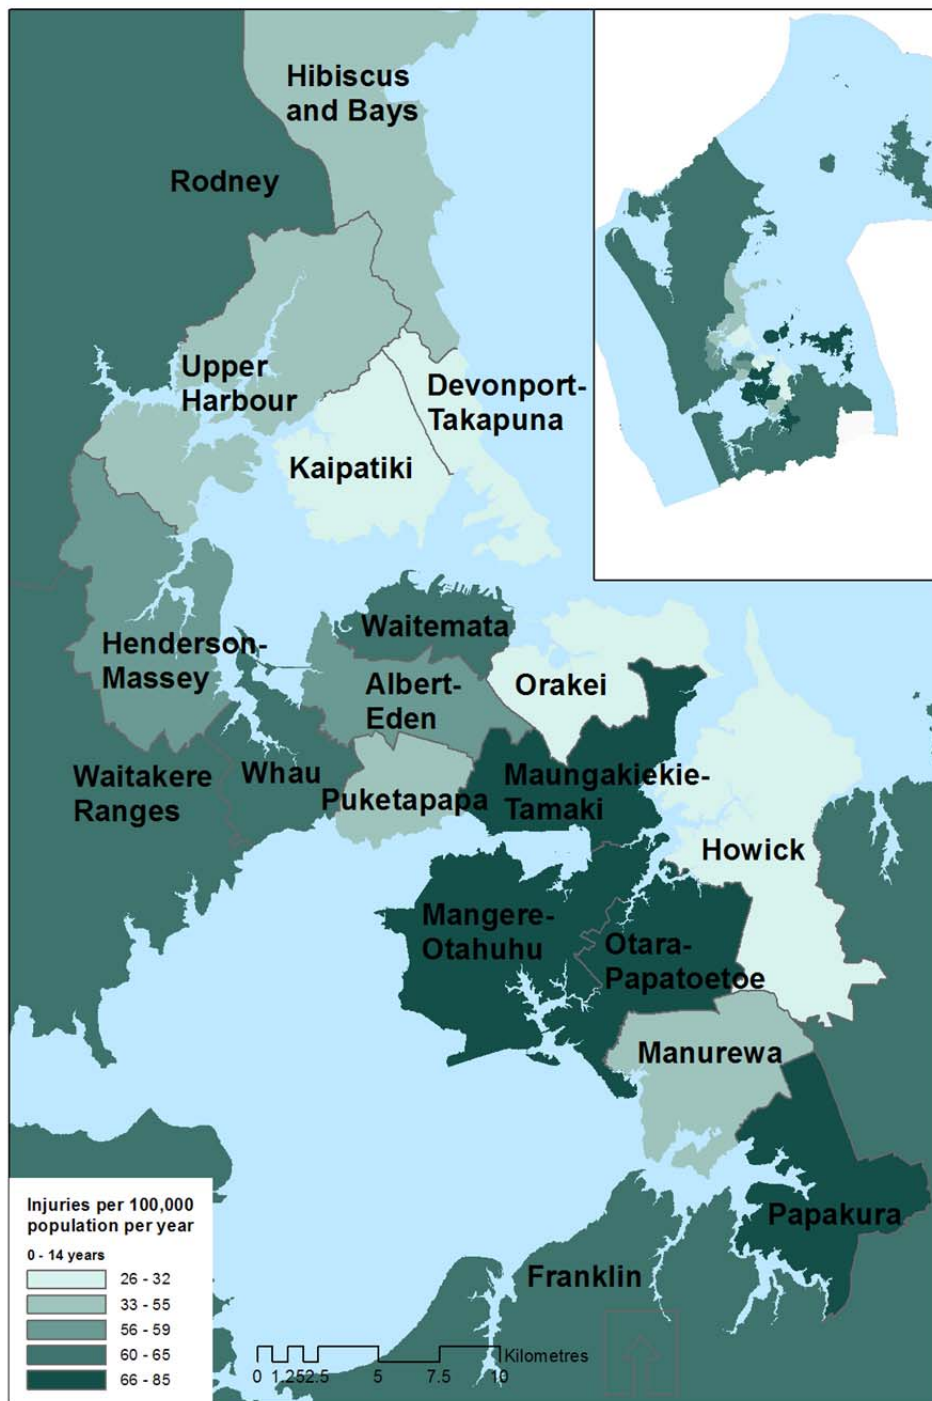 Hibiscus
and Bays
Rodney
Upper
Harbour
Devonport-
Takapuna
Kaipatiki
Waitemata
Henderson-
Massey
Albert-
Eden
Orakei
Waitakere
Ranges
Whau
Puketapapa
Maungakiekie-
Tamaki
Howick
Mangere-
Otahuhu
Otara-
Papatoetoe
Manurewa
Papakura
Franklin
Injuries per 100,000
population per year
0 - 14 years
26 - 32
33 - 55
56 - 59
60 - 65
66 - 85
Kilometres
0 1.252.5 5 7.5 10